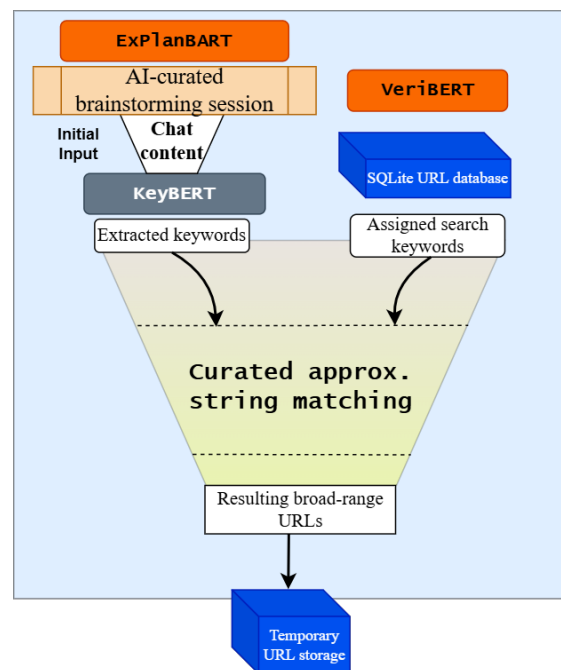 ExPlanBART
AI-curated
brainstorming session
VeriBERT
Initial
Input
Chat
content
SQLite URL database
KeyBERT
Extracted keywords
Assigned search
keywords
Curated approx.
string matching
Resulting broad-range
URLs
Temporary
URL storage